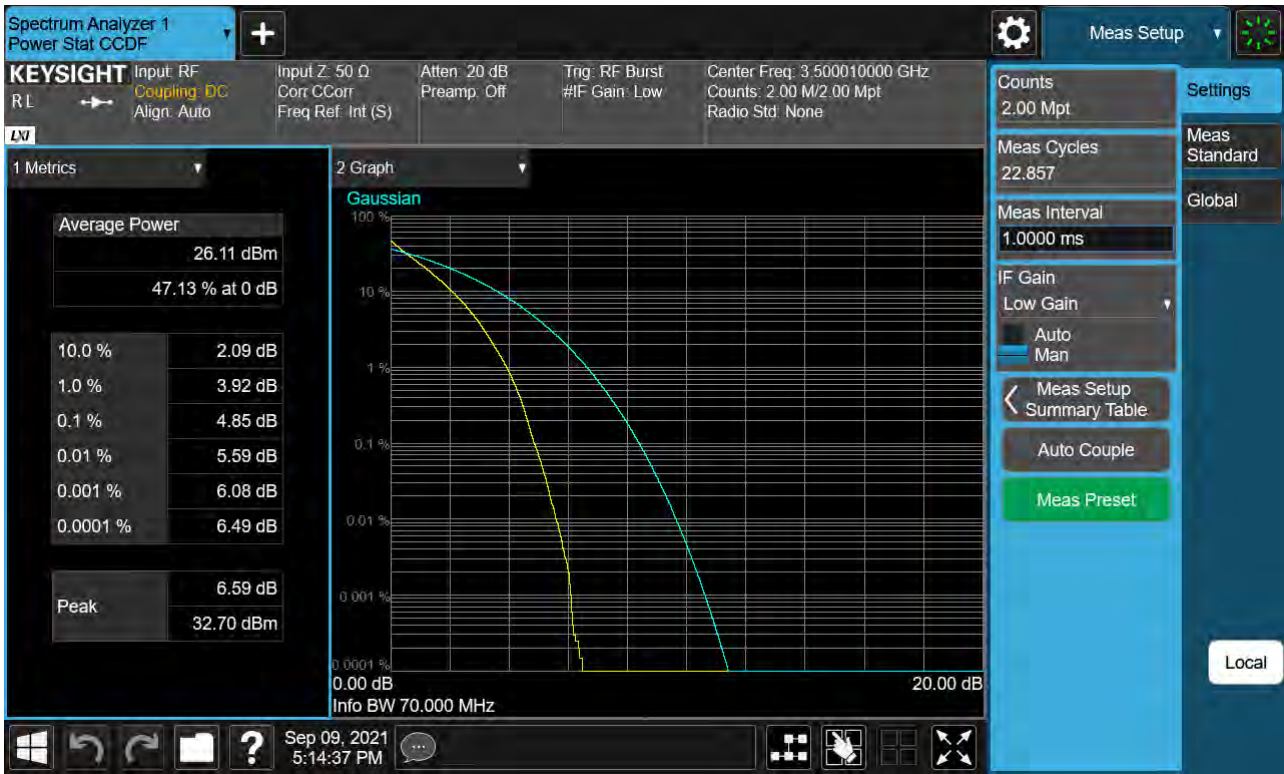 Spectrum Analyzer 1
Power Stat CCDF
Meas Setup
KEYSIGHT
RL
LXI
Input: RF
Coupling: DC
Align: Auto
Input Z: 50 Ω
Corr CCorr
Freq Ref: Int (S)
Atten: 20 dB
Preamp: Off
Trig: RF Burst
#IF Gain: Low
Center Freq: 3.500010000 GHz
Counts: 2.00 M/2.00 Mpt
Radio Std: None
1 Metrics
Average Power
26.11 dBm
47.13 % at 0 dB
10.0 % 2.09 dB
1.0 % 3.92 dB
0.1 % 4.85 dB
0.01 % 5.59 dB
0.001 % 6.08 dB
0.0001 % 6.49 dB
Peak
6.59 dB
32.70 dBm
2 Graph
Gaussian
100 %
10 %
1 %
0.1 %
0.01 %
0.001 %
0.0001 %
0.00 dB 20.00 dB
Info BW 70.000 MHz
Counts
2.00 Mpt
Meas Cycles
22.857
Meas Interval
1.0000 ms
IF Gain
Low Gain
Auto
Man
Meas Setup
Summary Table
Auto Couple
Meas Preset
Settings
Meas
Standard
Global
Local
?
Sep 09, 2021
5:14:37 PM